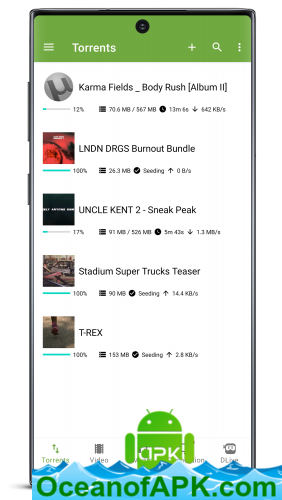 Torrents
Karma Fields _ Body Rush [Album II]
12% 70.6 MB / 567 MB 13m 6s ↓ 642 KB/s
LNDN DRGS Burnout Bundle
100% 26.3 MB Seeding ↑ 0 B/s
UNCLE KENT 2 - Sneak Peak
17% 91 MB / 526 MB 5m 43s ↓ 1.3 MB/s
Stadium Super Trucks Teaser
100% 90 MB Seeding ↑ 14.4 KB/s
T-REX
100% 153 MB Seeding ↑ 2.8 KB/s
Torrents Video DLive
APK
OceanofAPK.com